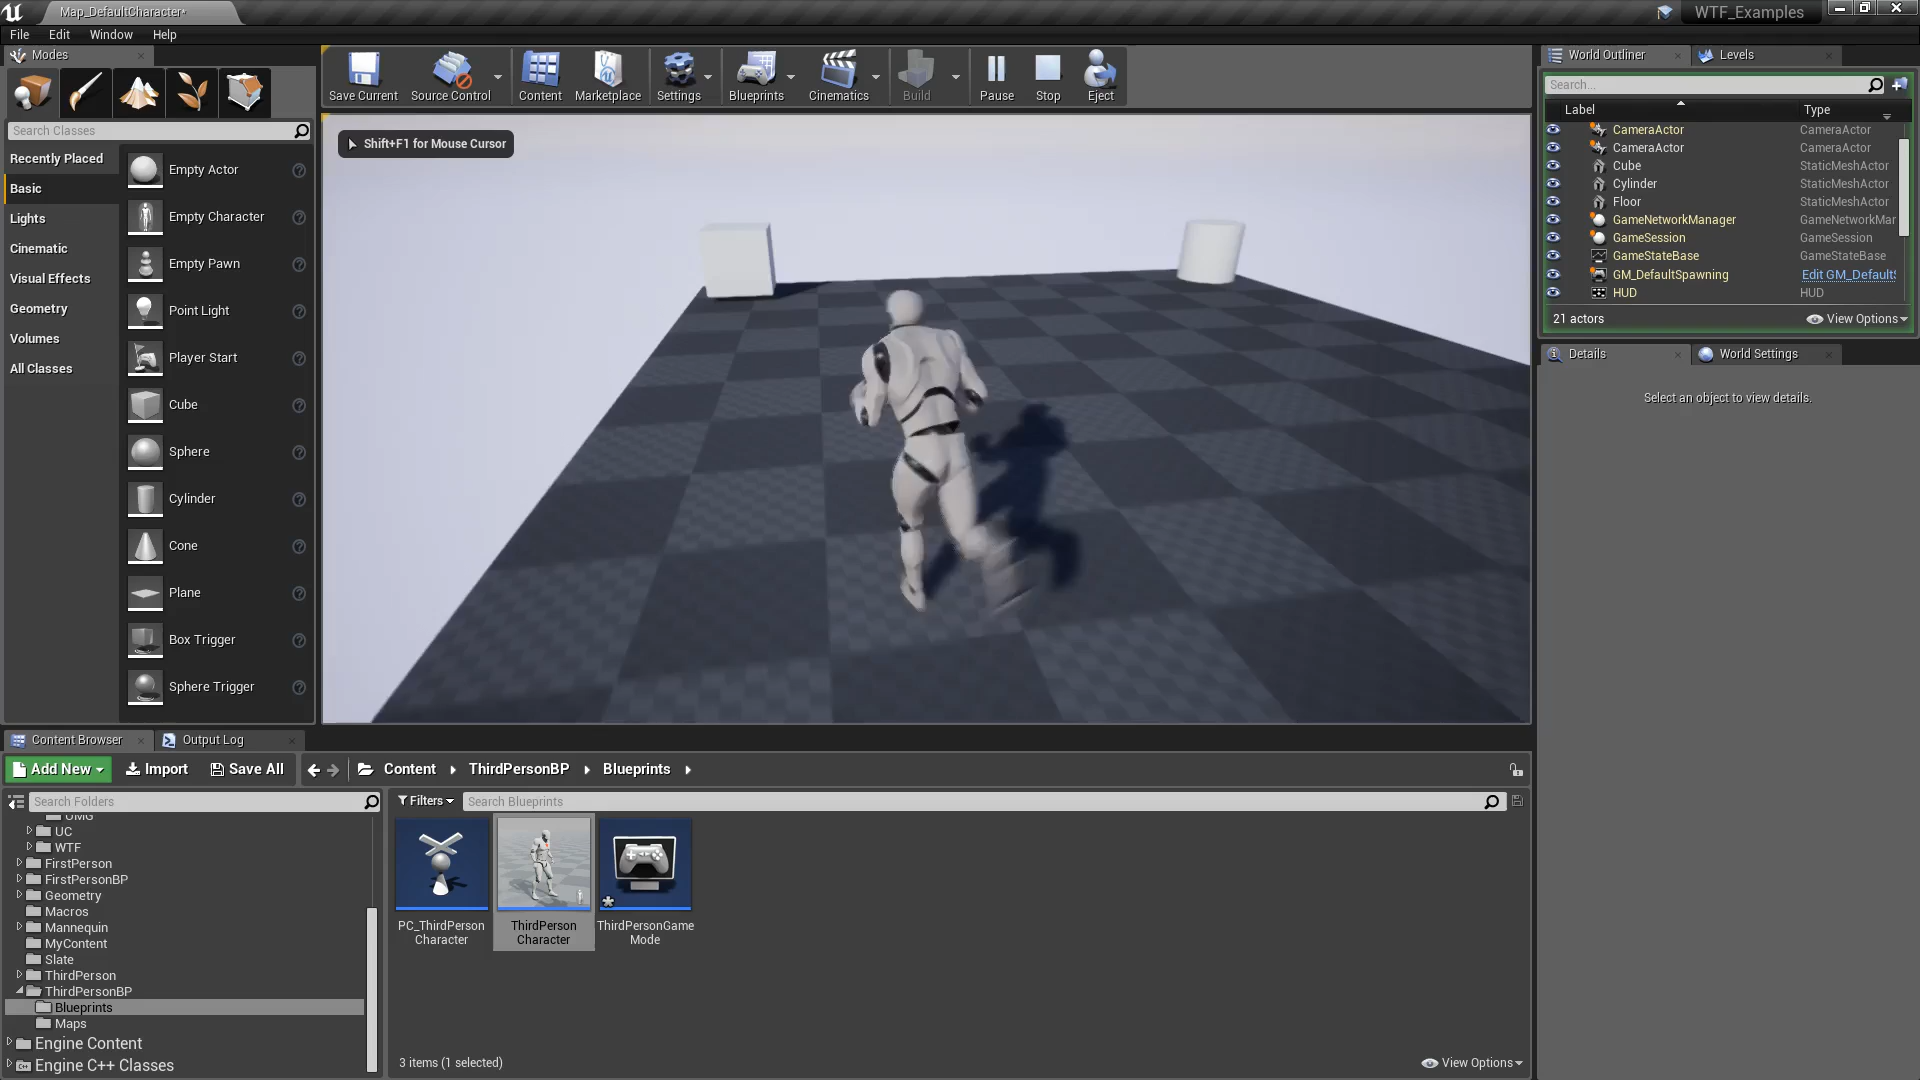 Map_DefaultCharacter*
WTF_Examples
File Edit Window Help
Modes
Search Classes
Recently Placed
Basic
Lights
Cinematic
Visual Effects
Geometry
Volumes
All Classes
Empty Actor
Empty Character
Empty Pawn
Point Light
Player Start
Cube
Sphere
Cylinder
Cone
Plane
Box Trigger
Sphere Trigger
Save Current Source Control Content Marketplace Settings Blueprints Cinematics Build Pause Stop Eject
Shift+F1 for Mouse Cursor
World Outliner Levels
Search...
Label Type
CameraActor CameraActor
CameraActor CameraActor
Cube StaticMeshActor
Cylinder StaticMeshActor
Floor StaticMeshActor
GameNetworkManager GameNetworkMar
GameSession GameSession
GameStateBase GameStateBase
GM_DefaultSpawning Edit GM_DefaultS
HUD HUD
21 actors View Options
Details World Settings
Select an object to view details.
Content Browser Output Log
Add New Import Save All Content ThirdPersonBP Blueprints
Search Folders
UMG
UC
WTF
FirstPerson
FirstPersonBP
Geometry
Macros
Mannequin
MyContent
Slate
ThirdPerson
ThirdPersonBP
Blueprints
Maps
Engine Content
Engine C++ Classes
Filters Search Blueprints
PC_ThirdPerson
Character
ThirdPerson
Character
ThirdPersonGame
Mode
3 items (1 selected) View Options